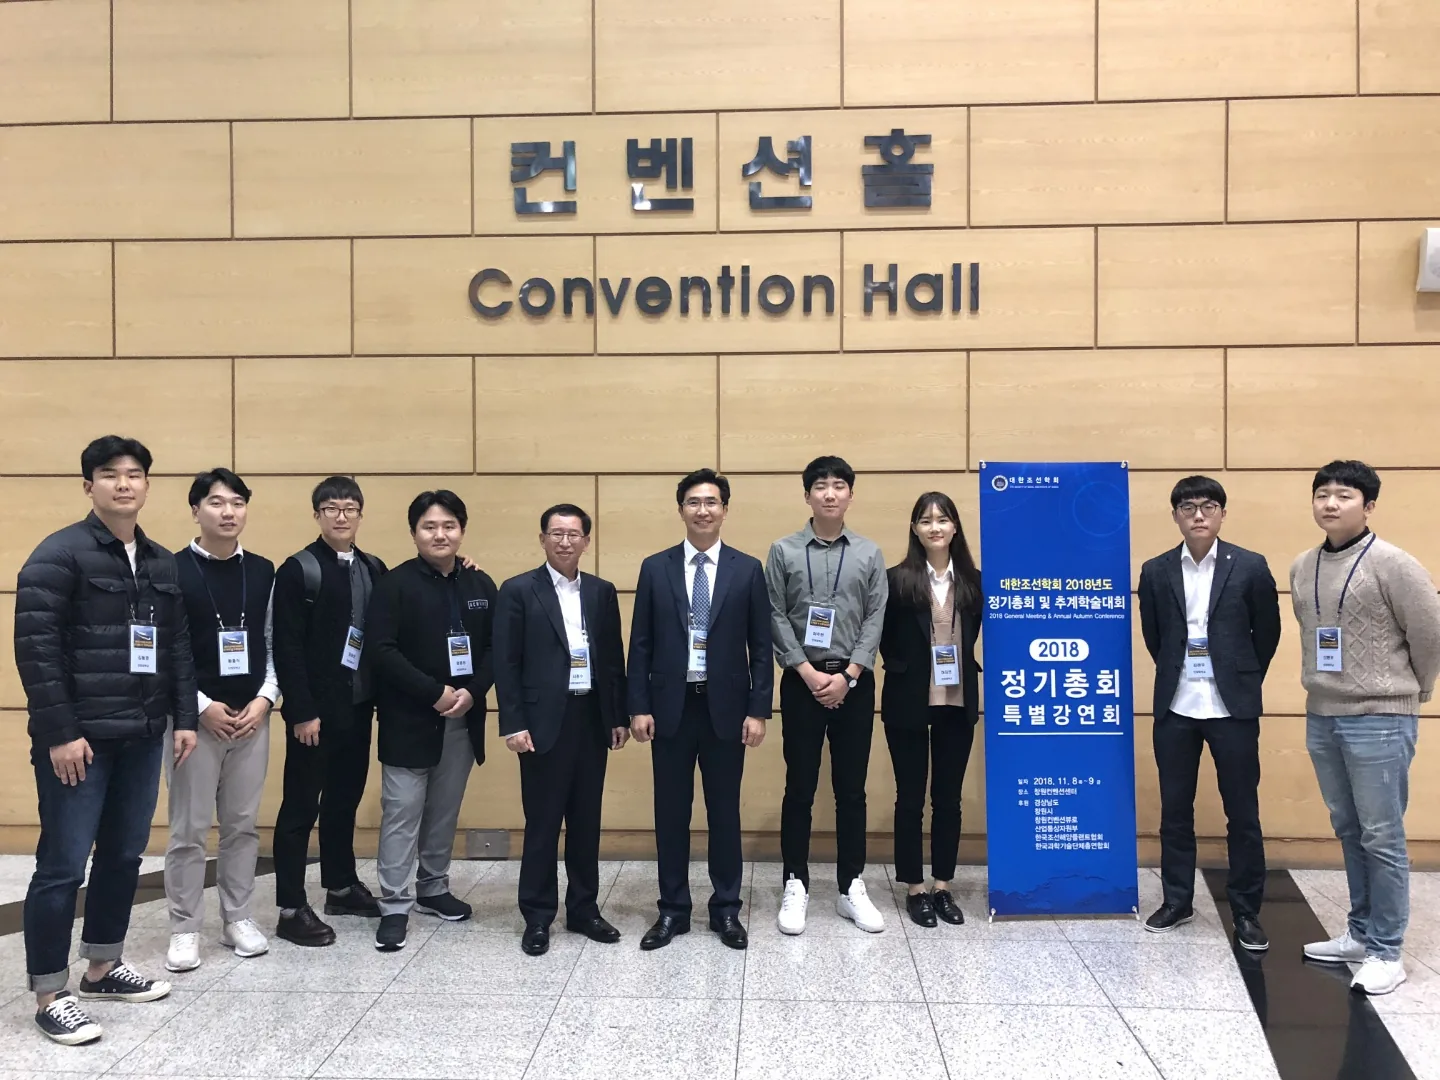 컨벤션홀
Convention Hall
대한조선학회
대한조선학회 2018년도
정기총회 및 추계학술대회
2018 General Meeting & Annual Autumn Conference
2018
정기총회
특별강연회
일자 2018. 11. 8목-9금
장소 창원컨벤션센터
후원 경상남도
창원시
창원컨벤션뷰로
산업통상자원부
한국조선해양플랜트협회
한국과학기술단체총연합회